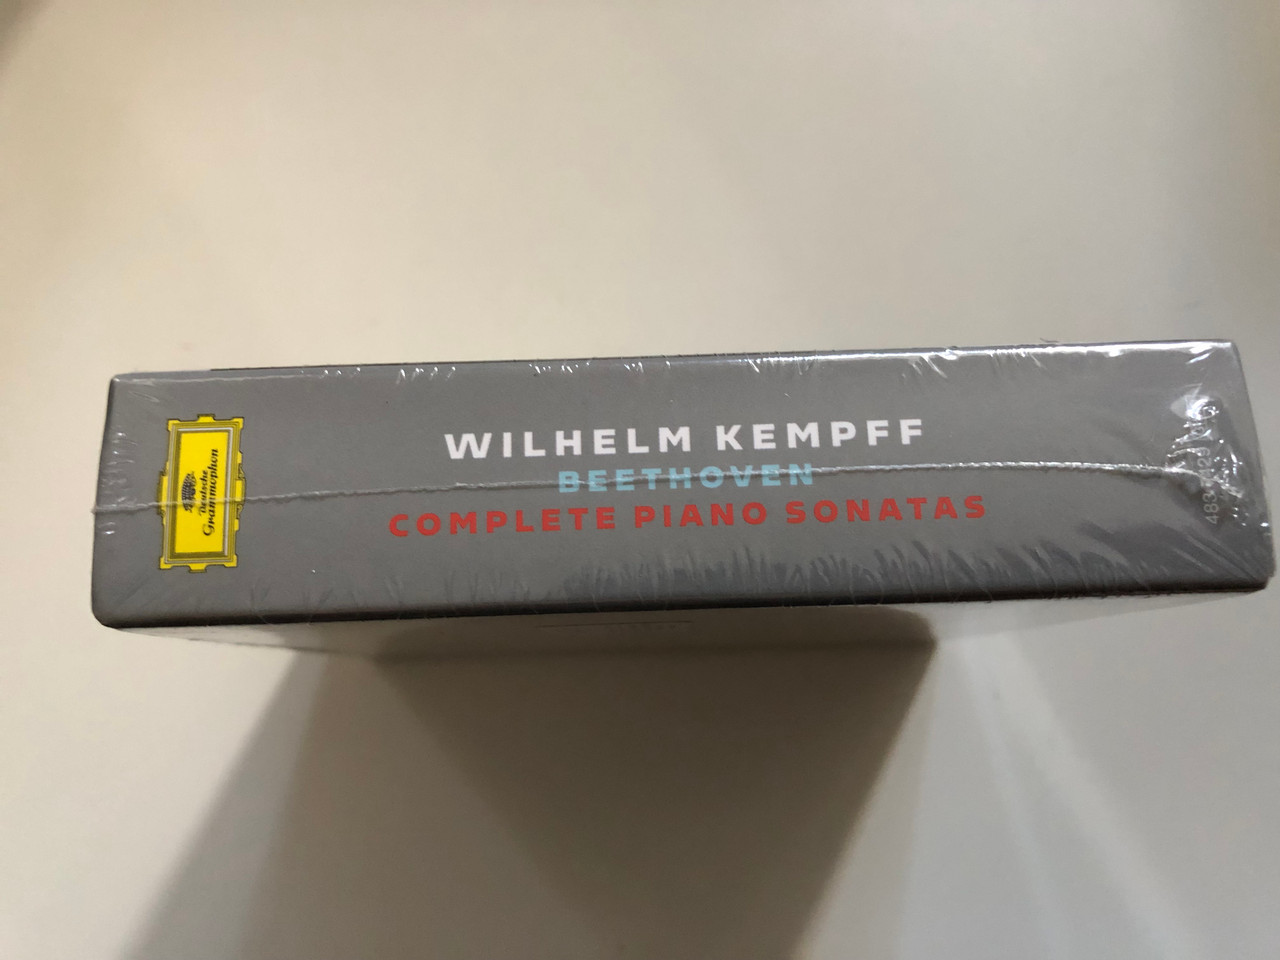 Deutsche
Grammophon
WILHELM KEMPFF
BEETHOVEN
COMPLETE PIANO SONATAS